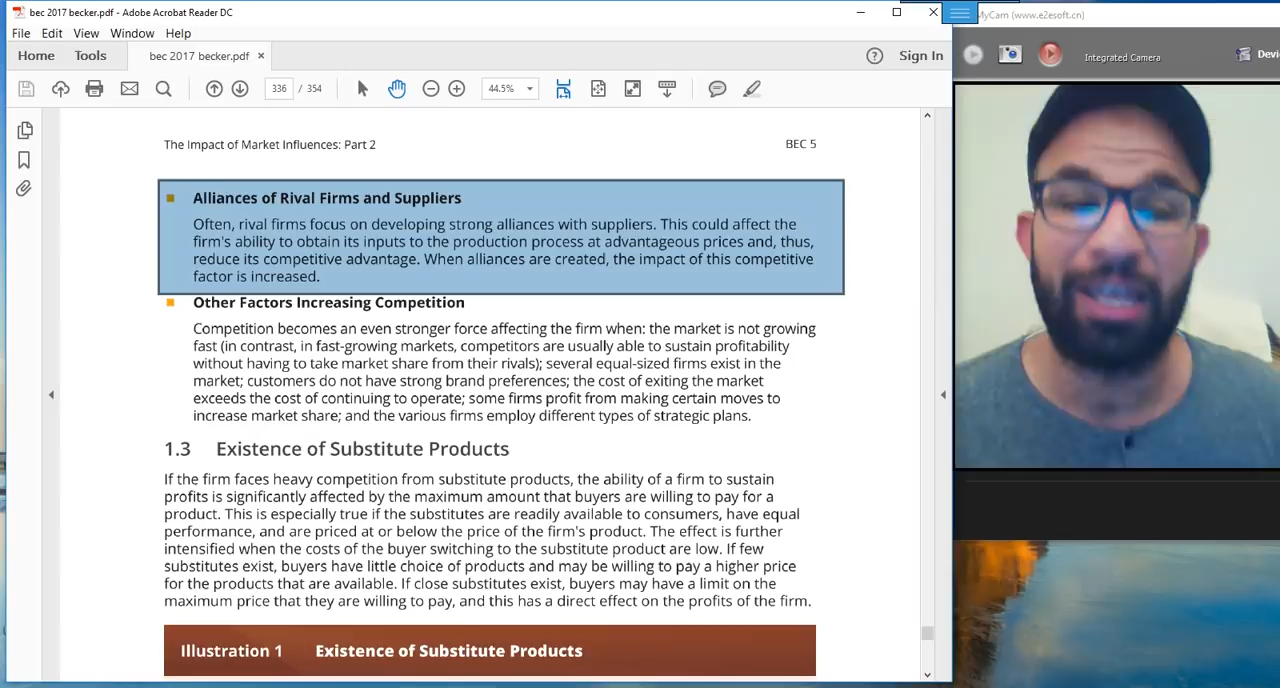 bec 2017 becker.pdf - Adobe Acrobat Reader DC
MyCam (www.e2esoft.cn)
File Edit View Window Help
Home Tools bec 2017 becker.pdf × Sign In
Integrated Camera Devi
336 / 354 44.5%
The Impact of Market Influences: Part 2 BEC 5
Alliances of Rival Firms and Suppliers
Often, rival firms focus on developing strong alliances with suppliers. This could affect the
firm's ability to obtain its inputs to the production process at advantageous prices and, thus,
reduce its competitive advantage. When alliances are created, the impact of this competitive
factor is increased.
Other Factors Increasing Competition
Competition becomes an even stronger force affecting the firm when: the market is not growing
fast (in contrast, in fast-growing markets, competitors are usually able to sustain profitability
without having to take market share from their rivals); several equal-sized firms exist in the
market; customers do not have strong brand preferences; the cost of exiting the market
exceeds the cost of continuing to operate; some firms profit from making certain moves to
increase market share; and the various firms employ different types of strategic plans.
1.3 Existence of Substitute Products
If the firm faces heavy competition from substitute products, the ability of a firm to sustain
profits is significantly affected by the maximum amount that buyers are willing to pay for a
product. This is especially true if the substitutes are readily available to consumers, have equal
performance, and are priced at or below the price of the firm's product. The effect is further
intensified when the costs of the buyer switching to the substitute product are low. If few
substitutes exist, buyers have little choice of products and may be willing to pay a higher price
for the products that are available. If close substitutes exist, buyers may have a limit on the
maximum price that they are willing to pay, and this has a direct effect on the profits of the firm.
Illustration 1 Existence of Substitute Products